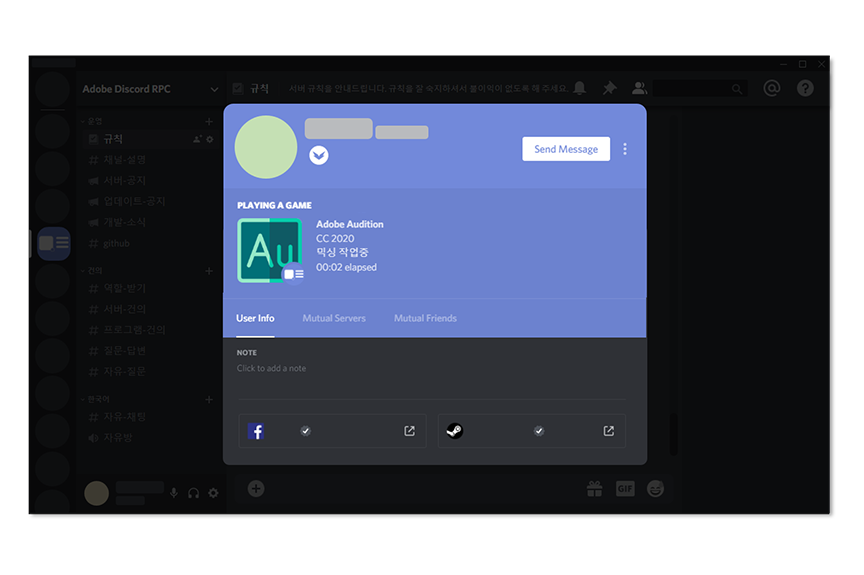 Adobe Discord RPC
규칙
서버 규칙을 안내드립니다. 규칙을 잘 숙지하셔서 불이익이 없도록 해 주세요.
운영
규칙
채널-설명
서버-공지
업데이트-공지
개발-소식
github
건의
역할-받기
서버-건의
프로그램-건의
질문-답변
자유-질문
한국어
자유-채팅
자유방
Send Message
PLAYING A GAME
Au
Adobe Audition
CC 2020
믹싱 작업중
00:02 elapsed
User Info
Mutual Servers
Mutual Friends
NOTE
Click to add a note
GIF